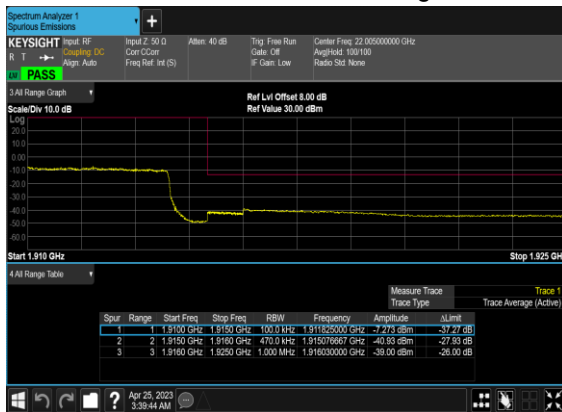 Spectrum Analyzer 1
Spurious Emissions
KEYSIGHT Input: RF Input Z: 50 Ω Atten: 40 dB Trig: Free Run Center Freq: 22.005000000 GHz
R T Coupling: DC Corr CCorr Gate: Off Avg|Hold: 100/100
Align: Auto Freq Ref: Int (S) IF Gain: Low Radio Std: None
PASS
3 All Range Graph
Ref Lvl Offset 8.00 dB
Scale/Div 10.0 dB Ref Value 30.00 dBm
Log
20.0
10.0
0.00
-10.0
-20.0
-30.0
-40.0
-50.0
-60.0
Start 1.910 GHz Stop 1.925 GH
4 All Range Table
Measure Trace Trace 1
Trace Type Trace Average (Active)
Spur Range Start Freq Stop Freq RBW Frequency Amplitude ΔLimit
1 1 1.9100 GHz 1.9150 GHz 100.0 kHz 1.911825000 GHz -7.273 dBm -37.27 dB
2 2 1.9150 GHz 1.9160 GHz 470.0 kHz 1.915076667 GHz -40.93 dBm -27.93 dB
3 3 1.9160 GHz 1.9250 GHz 1.000 MHz 1.916030000 GHz -39.00 dBm -26.00 dB
? Apr 25, 2023
3:39:44 AM